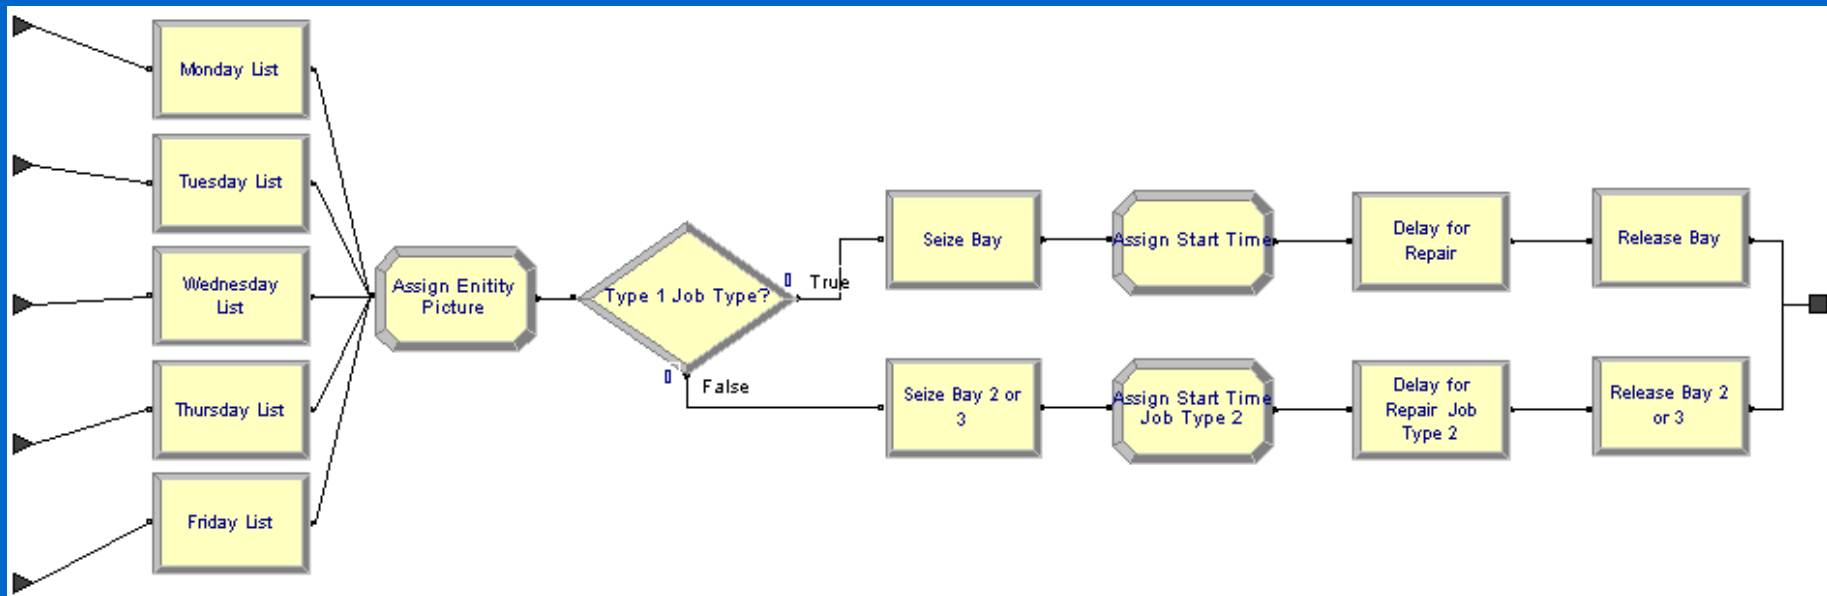 Monday List
Tuesday List
Wednesday
List
Thursday List
Friday List
Assign Enitity
Picture
Type 1 Job Type?
True
False
Seize Bay
Assign Start Time
Delay for
Repair
Release Bay
Seize Bay 2 or
3
Assign Start Time
Job Type 2
Delay for
Repair Job
Type 2
Release Bay 2
or 3